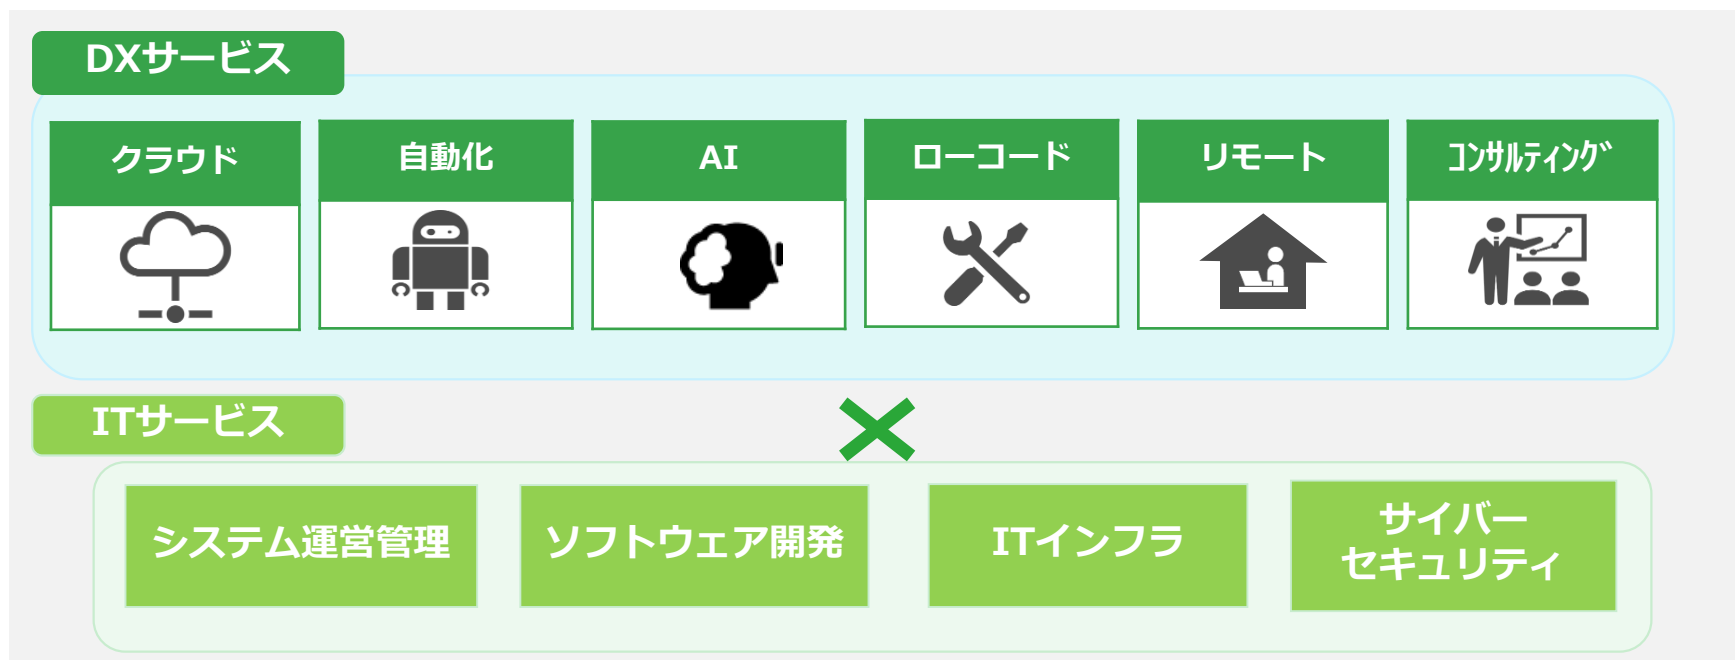 DXサービス
クラウド
自動化
AI
ローコード
リモート
ｺﾝｻﾙﾃｨﾝｸﾞ
ITサービス
システム運営管理
ソフトウェア開発
ITインフラ
サイバー
セキュリティ